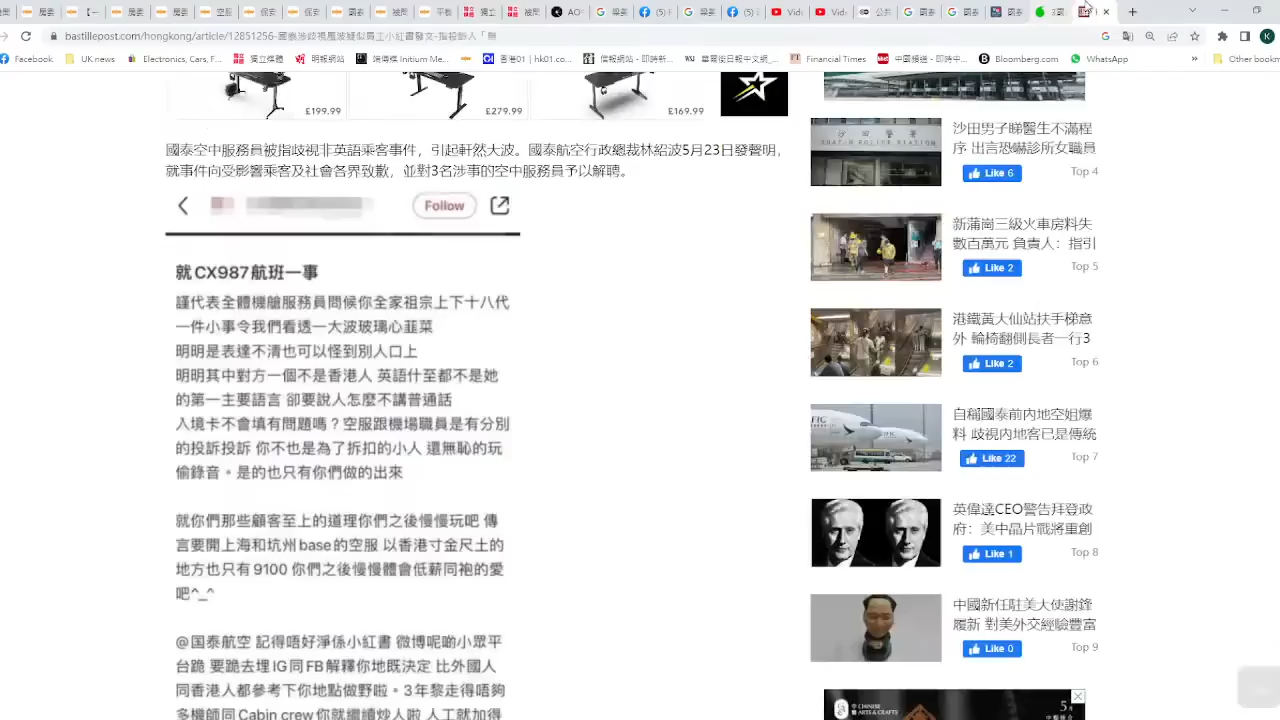 AO
(5) F
(5) F
Vid
Vid
bastillepost.com/hongkong/article/12851256-國泰涉歧視風波疑似員工小紅書發文-指投訴人「無
K
Facebook
UK.news
Electronics, Cars, F...
獨立媒體
明報網站
端傳媒 Initium Me...
香港01 | hk01.co...
信報網站 - 即時新...
華爾街日報中文網...
Financial Times
中國報道 - 即時中...
Bloomberg.com
WhatsApp
»
Other bookm
£199.99
£279.99
£169.99
國泰空中服務員被指歧視非英語乘客事件，引起軒然大波。國泰航空行政總裁林紹波5月23日發聲明，
就事件向受影響乘客及社會各界致歉，並對3名涉事的空中服務員予以解聘。
Follow
就CX987航班一事
謹代表全體機艙服務員問候你全家祖宗上下十八代
一件小事令我們看透一大波玻璃心韮菜
明明是表達不清也可以怪到別人口上
明明其中對方一個不是香港人 英語什至都不是她
的第一主要語言 卻要說人怎麼不講普通話
入境卡不會填有問題嗎？空服跟機場職員是有分別
的投訴投訴 你不也是為了折扣的小人 還無恥的玩
偷錄音。是的也只有你們做的出來
就你們那些顧客至上的道理你們之後慢慢玩吧 傳
言要開上海和杭州base的空服 以香港寸金尺土的
地方也只有9100 你們之後慢慢體會低薪同袍的愛
吧^_^
@国泰航空 記得唔好淨係小紅書 微博呢啲小眾平
台跪 要跪去埋IG同FB解釋你地既決定 比外國人
同香港人都參考下你地點做野啦。3年黎走得唔夠
多機師同Cabin crew你就繼續炒人啦 人工就加得
沙田男子睇醫生不滿程
序 出言恐嚇診所女職員
Like 6
Top 4
新蒲崗三級火車房料失
數百萬元 負責人：指引
Like 2
Top 5
港鐵黃大仙站扶手梯意
外 輪椅翻側長者一行3
Like 2
Top 6
自稱國泰前內地空姐爆
料 歧視內地客已是傳統
Like 22
Top 7
英偉達CEO警告拜登政
府：美中晶片戰將重創
Like 1
Top 8
中國新任駐美大使謝鋒
履新 對美外交經驗豐富
Like 0
Top 9